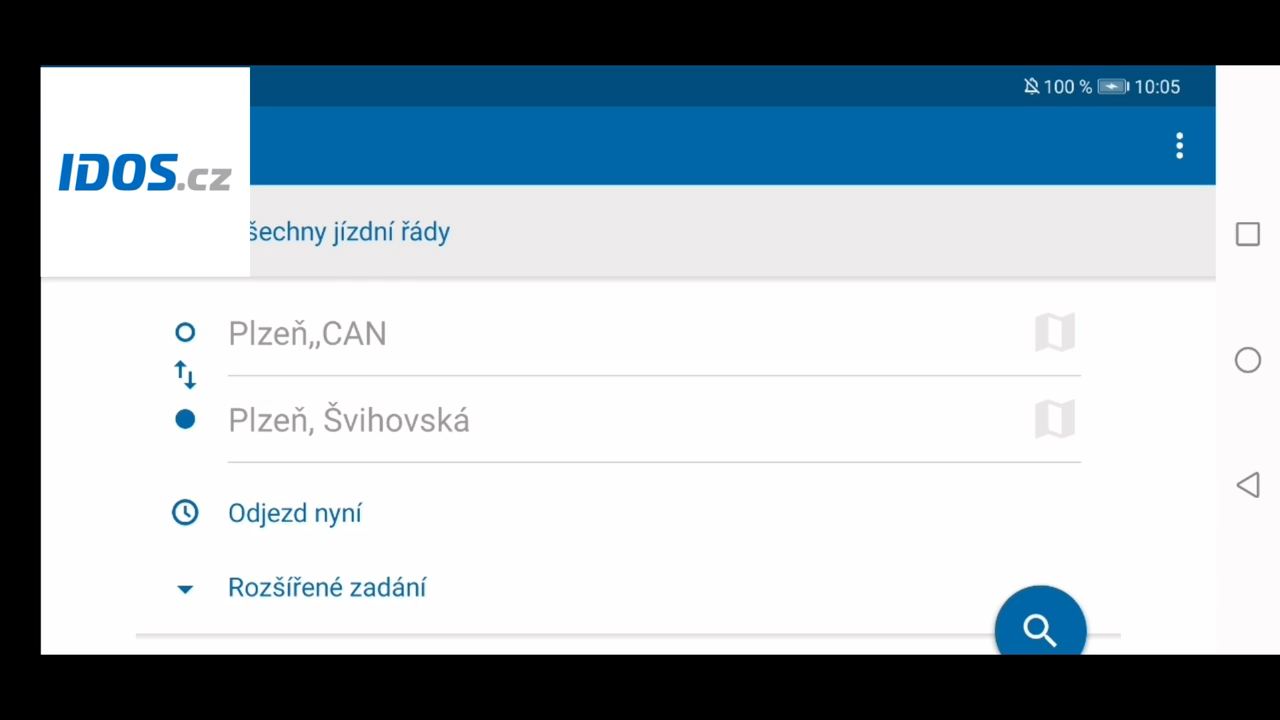 100 % 10:05
IDOS.cz
šechny jízdní řády
Plzeň,,CAN
Plzeň, Švihovská
Odjezd nyní
Rozšířené zadání